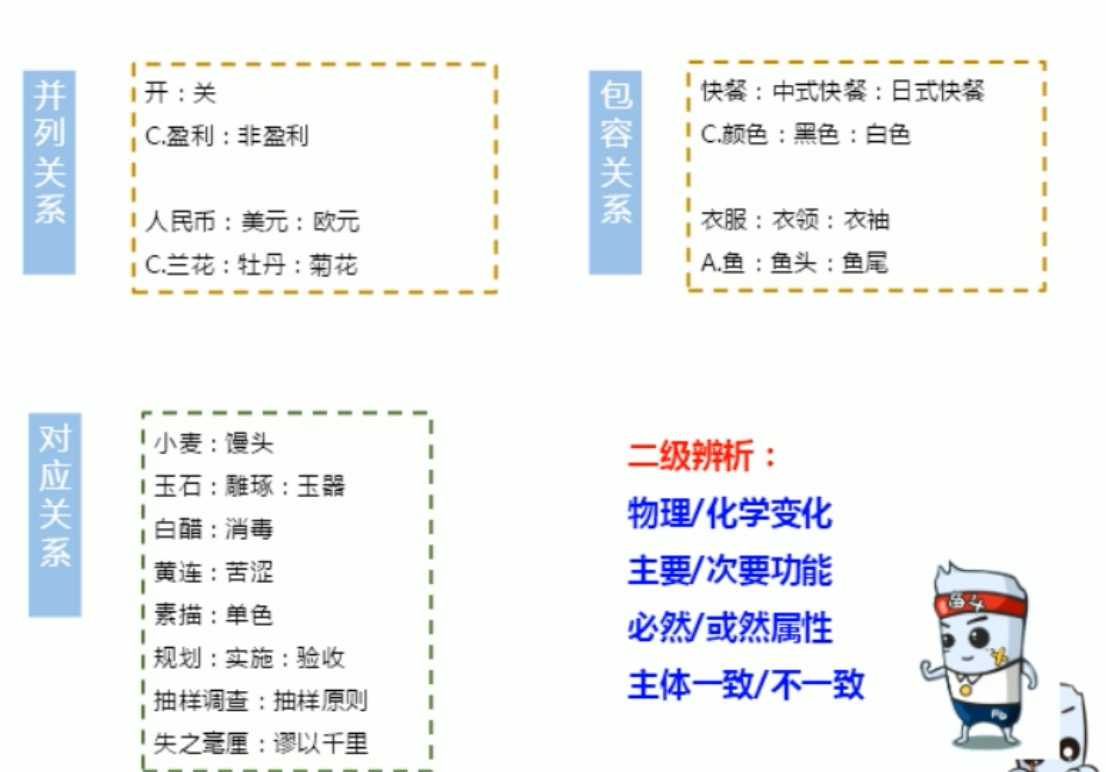 并列关系
开：关
C.盈利：非盈利
人民币：美元：欧元
C.兰花：牡丹：菊花
包容关系
快餐：中式快餐：日式快餐
C.颜色：黑色：白色
衣服：衣领：衣袖
A.鱼：鱼头：鱼尾
对应关系
小麦：馒头
玉石：雕琢：玉器
白醋：消毒
黄连：苦涩
素描：单色
规划：实施：验收
抽样调查：抽样原则
失之毫厘：谬以千里
二级辨析：
物理/化学变化
主要/次要功能
必然/或然属性
主体一致/不一致